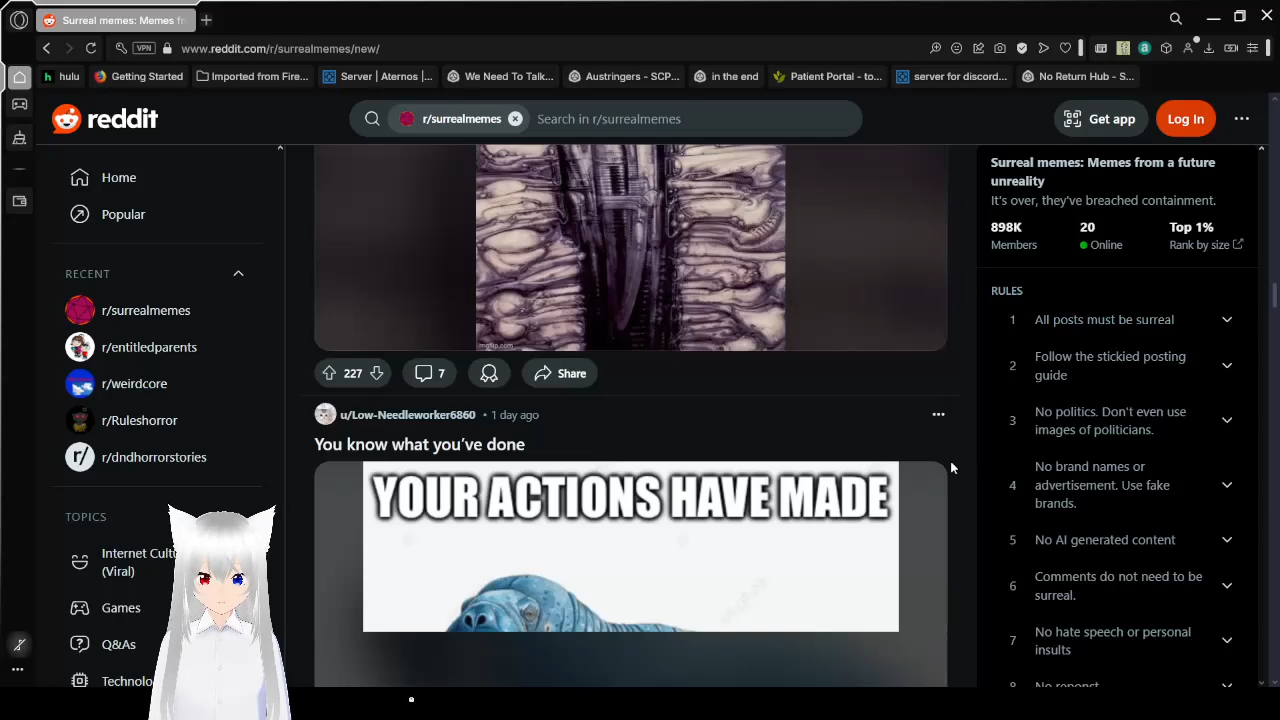 Surreal memes: Memes fr
VPN
www.reddit.com/r/surrealmemes/new/
hulu
Getting Started
Imported from Fire...
Server | Aternos |...
We Need To Talk...
Austringers - SCP...
in the end
Patient Portal - to...
server for discord...
No Return Hub - S...
reddit
r/surrealmemes
Search in r/surrealmemes
Get app
Log In
Home
Popular
RECENT
r/surrealmemes
r/entitledparents
r/weirdcore
r/Ruleshorror
r/dndhorrorstories
TOPICS
Internet Cult
(Viral)
Games
Q&As
Technolo
imgflip.com
227
7
Share
u/Low-Needleworker6860 • 1 day ago
You know what you've done
YOUR ACTIONS HAVE MADE
Surreal memes: Memes from a future
unreality
It's over, they've breached containment.
898K
20
Top 1%
Members
Online
Rank by size
RULES
1 All posts must be surreal
2 Follow the stickied posting
guide
3 No politics. Don't even use
images of politicians.
4 No brand names or
advertisement. Use fake
brands.
5 No AI generated content
6 Comments do not need to be
surreal.
7 No hate speech or personal
insults